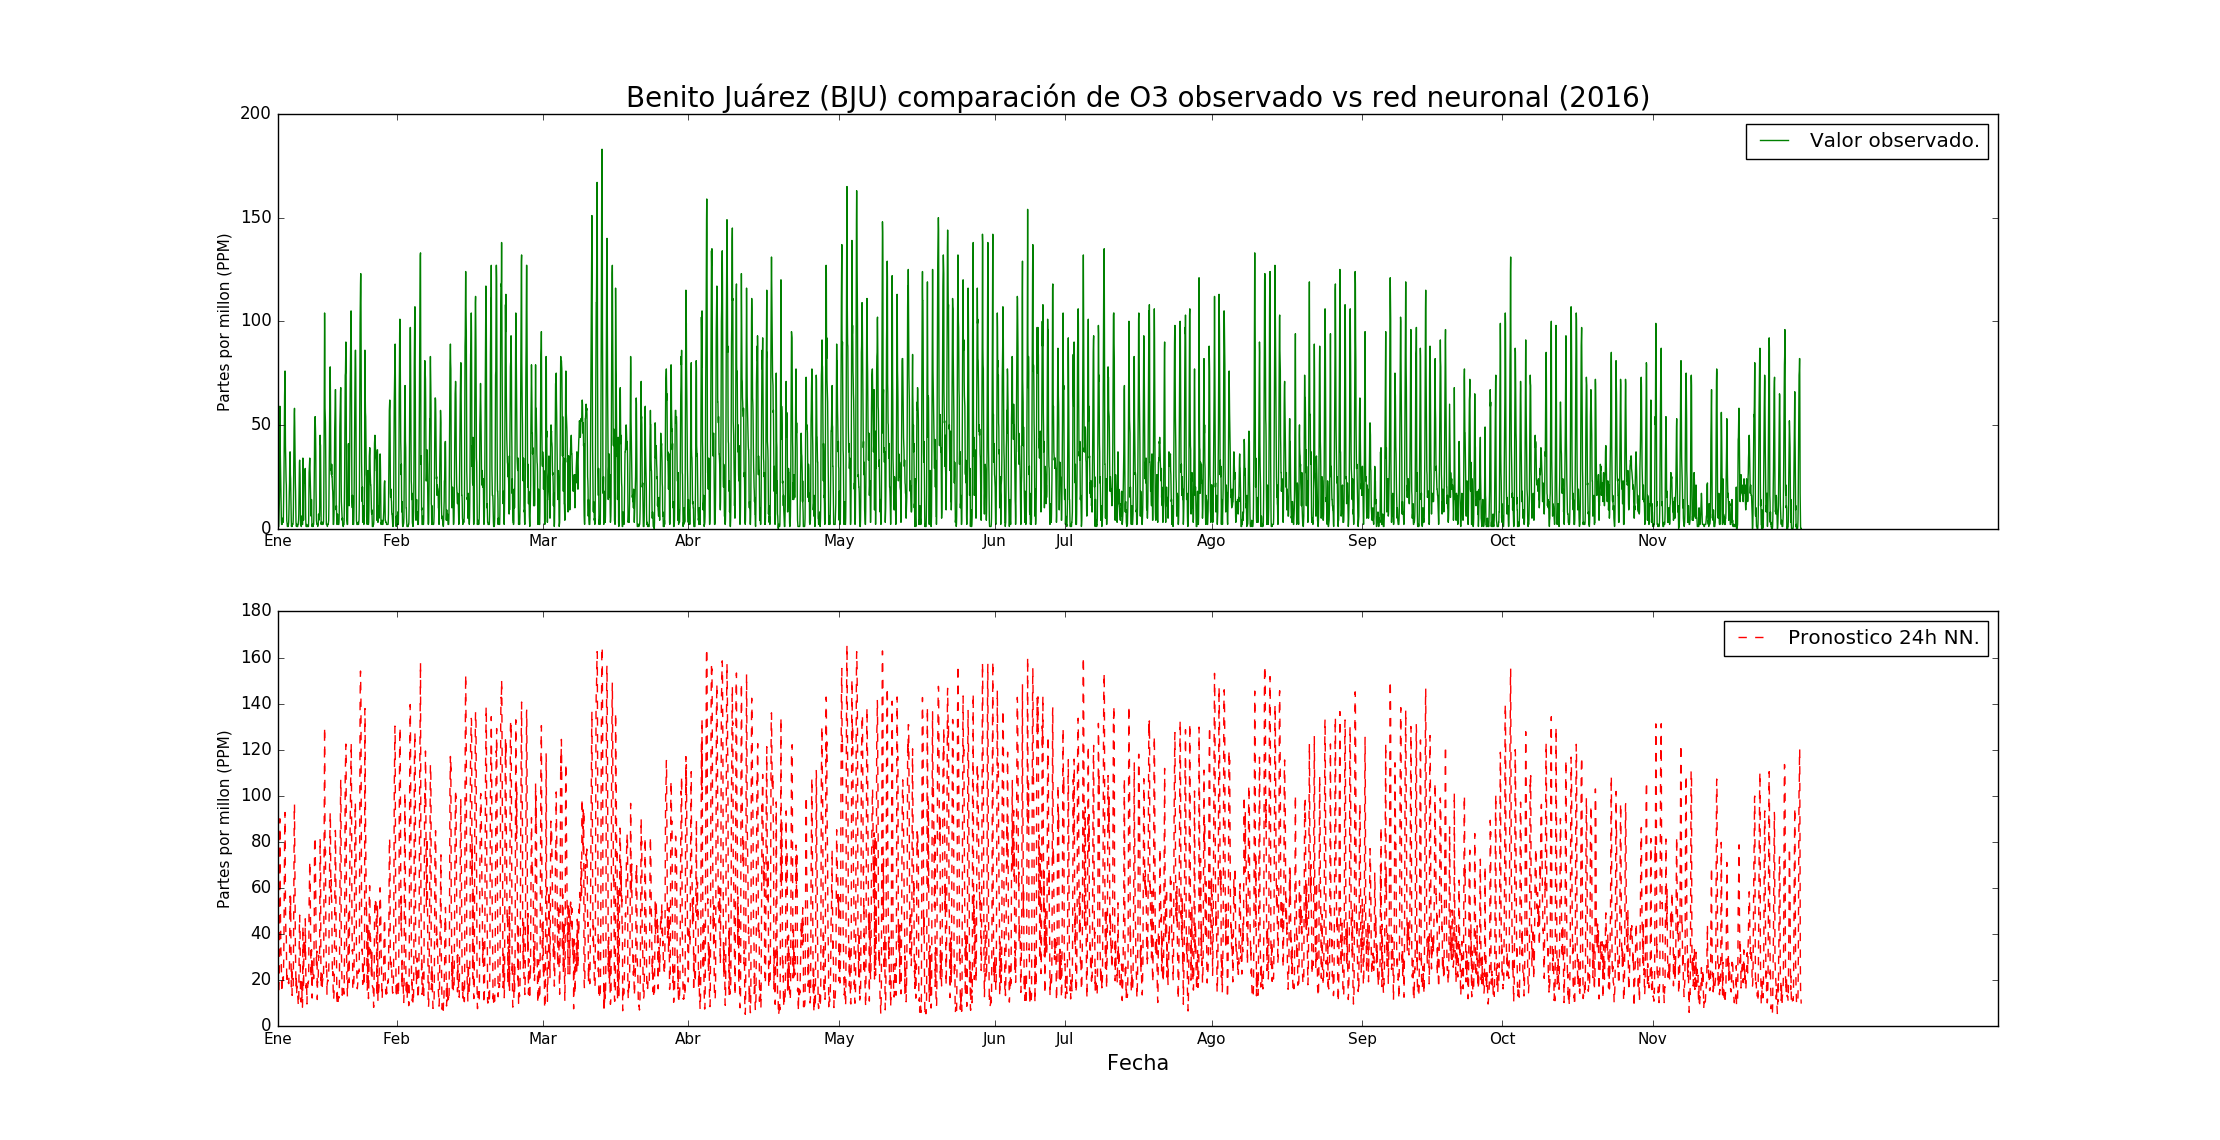 Benito Juárez (BJU) comparación de O3 observado vs red neuronal (2016)
200
150
100
50
0
Partes por millon (PPM)
Valor observado.
Ene Feb Mar Abr May Jun Jul Ago Sep Oct Nov
180
160
140
120
100
80
60
40
20
0
Partes por millon (PPM)
Pronostico 24h NN.
Ene Feb Mar Abr May Jun Jul Ago Sep Oct Nov
Fecha